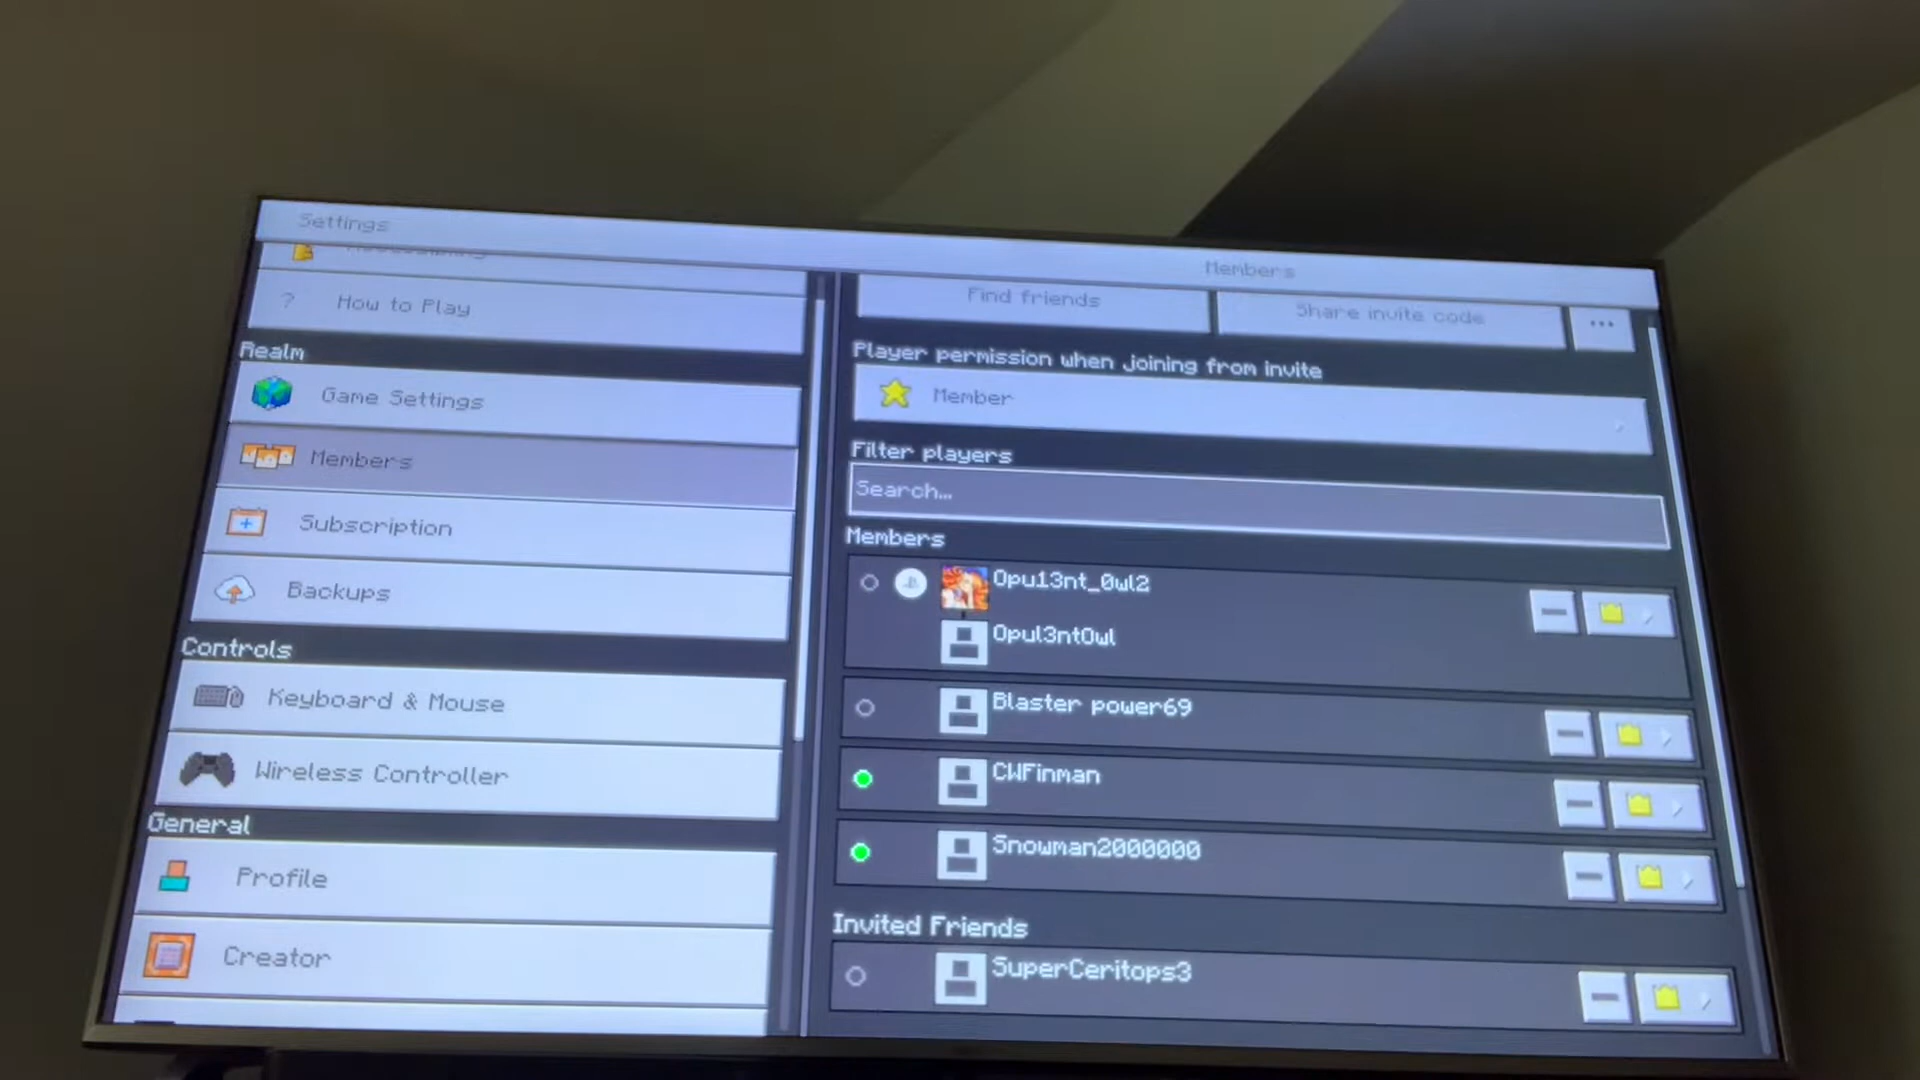 Settings
Members
Accessibility
? How to Play
Realm
Game Settings
Members
Subscription
Backups
Controls
Keyboard & Mouse
Wireless Controller
General
Profile
Creator
Find friends
Share invite code
...
Player permission when joining from invite
Member
Filter players
Search...
Members
Opu13nt_0wl2
Opul3ntOwl
Blaster power69
CWFinman
Snowman2000000
Invited Friends
SuperCeritops3